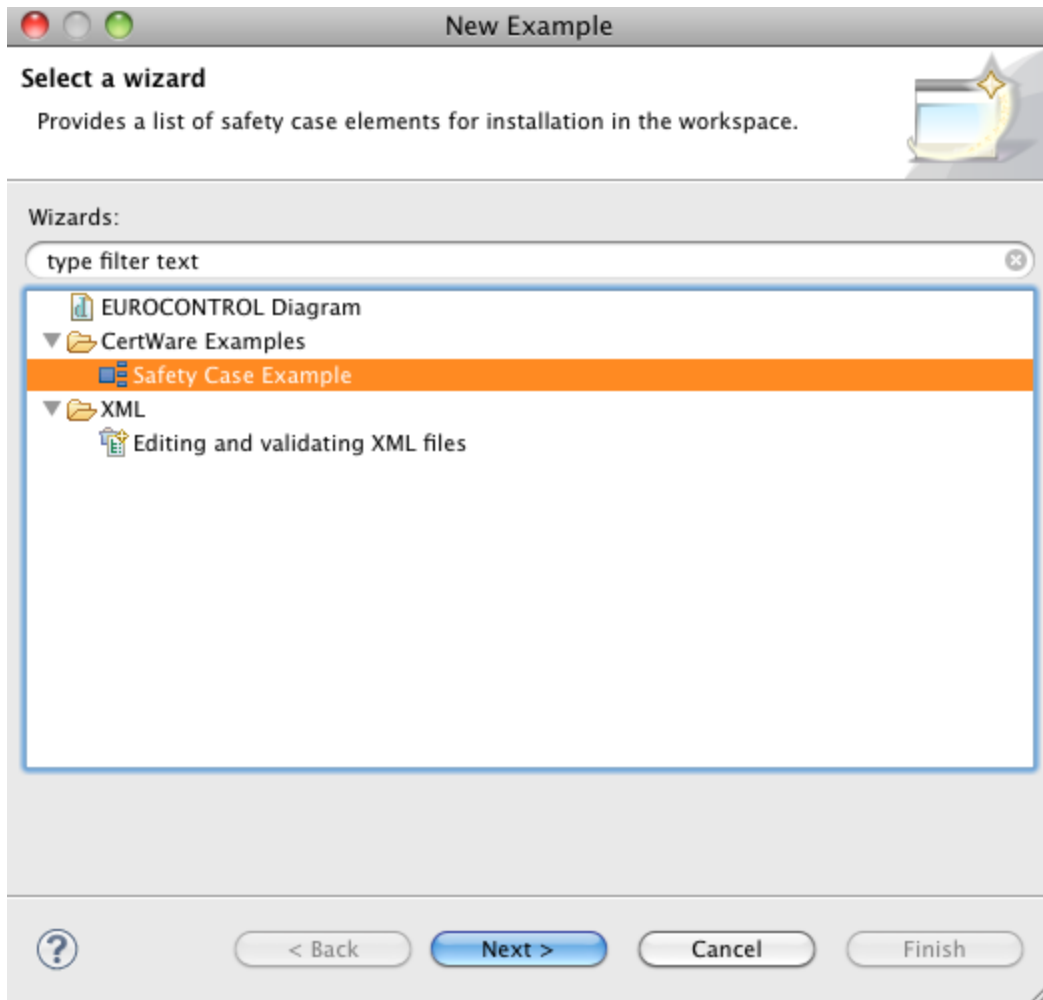 New Example
Select a wizard
Provides a list of safety case elements for installation in the workspace.
Wizards:
type filter text
EUROCONTROL Diagram
CertWare Examples
Safety Case Example
XML
Editing and validating XML files
? < Back Next > Cancel Finish